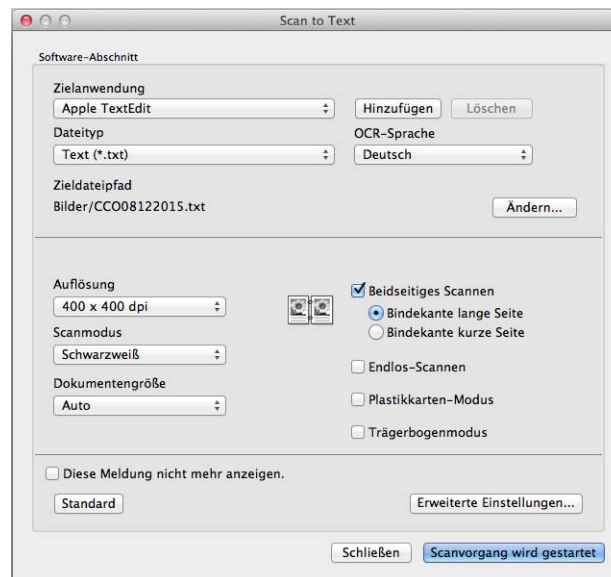 Scan to Text
Software-Abschnitt
Zielanwendung
Apple TextEdit
Hinzufügen
Löschen
Dateityp
OCR-Sprache
Text (*.txt)
Deutsch
Zieldateipfad
Bilder/CCO08122015.txt
Ändern...
Auflösung
400 x 400 dpi
Beidseitiges Scannen
Bindekante lange Seite
Bindekante kurze Seite
Scanmodus
Schwarzweiß
Endlos-Scannen
Dokumentengröße
Auto
Plastikkarten-Modus
Trägerbogenmodus
Diese Meldung nicht mehr anzeigen.
Standard
Erweiterte Einstellungen...
Schließen
Scanvorgang wird gestartet